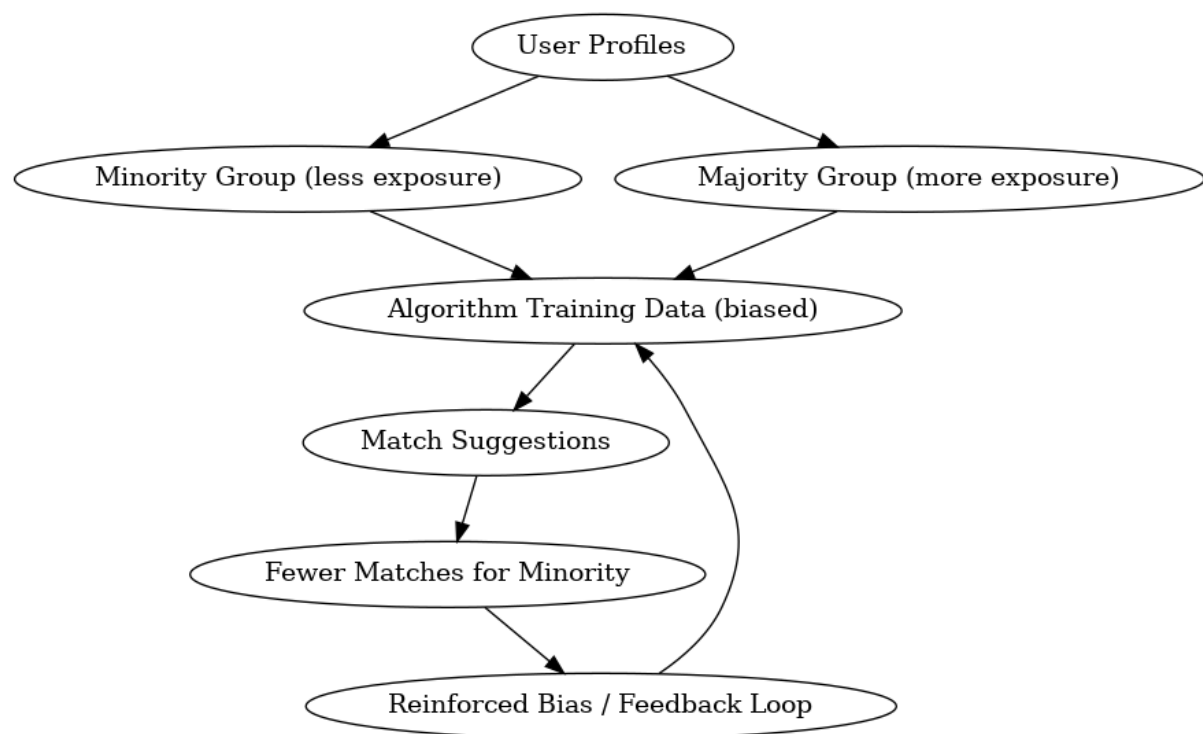 User Profiles
Minority Group (less exposure)
Majority Group (more exposure)
Algorithm Training Data (biased)
Match Suggestions
Fewer Matches for Minority
Reinforced Bias / Feedback Loop